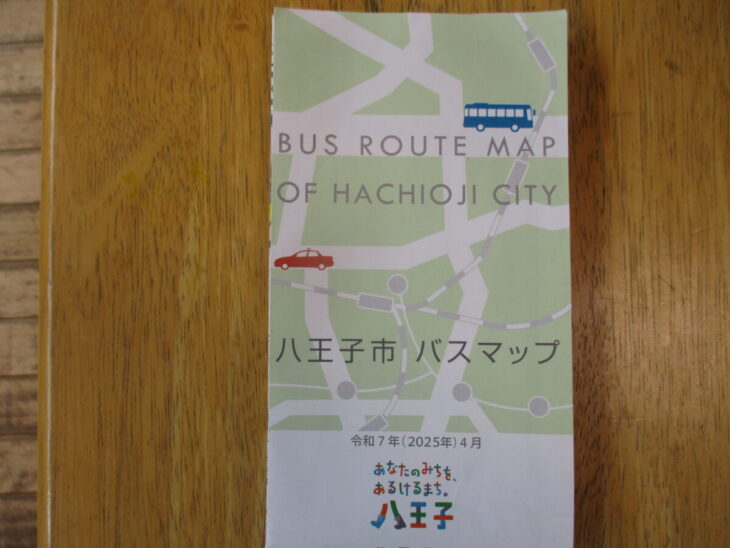 BUS ROUTE MAP
OF HACHIOJI CITY
八王子市 バスマップ
令和7年(2025年)4月
あなたのみちを、
あるけるまち。
八王子